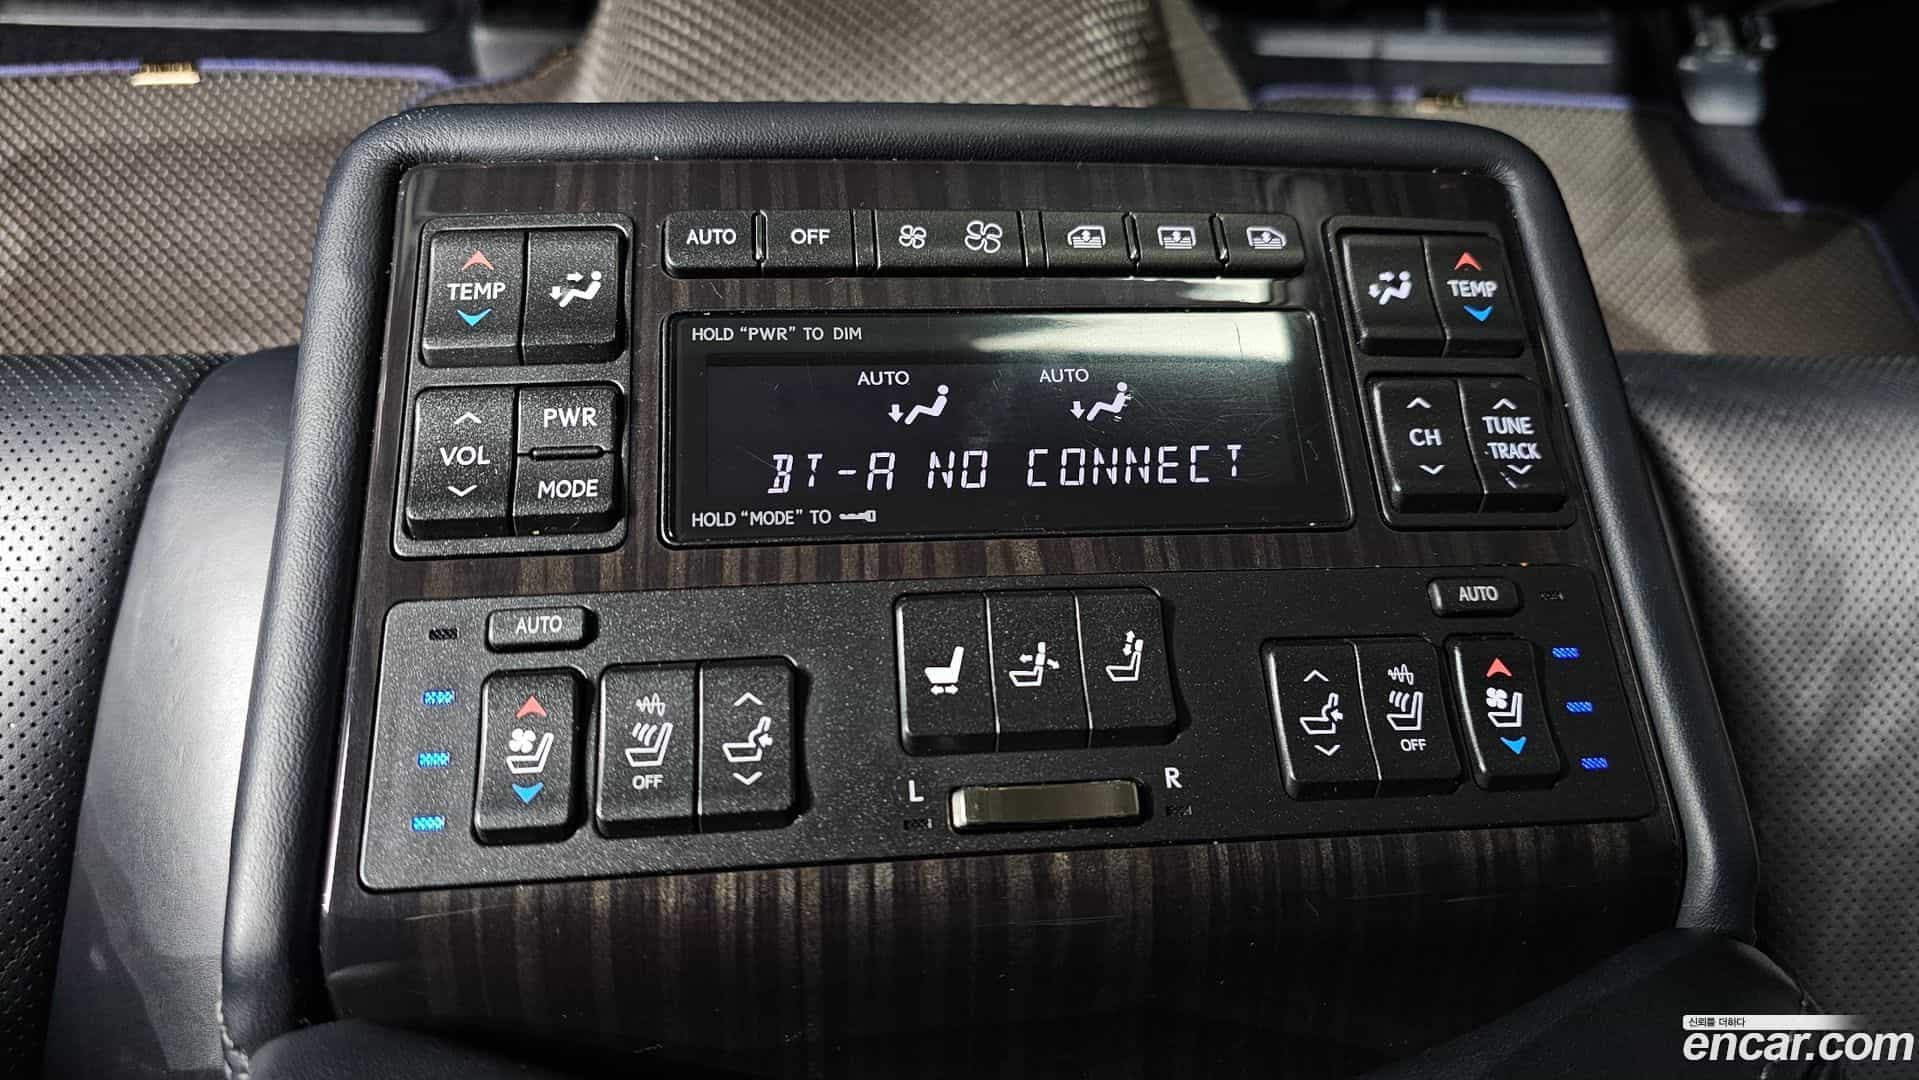 AUTO OFF
TEMP
TEMP
HOLD "PWR" TO DIM
AUTO AUTO
VOL
PWR
MODE
BT-A NO CONNECT
HOLD "MODE" TO
CH
TUNE
TRACK
AUTO
AUTO
OFF
OFF
L R
신뢰를 더하다
encar.com